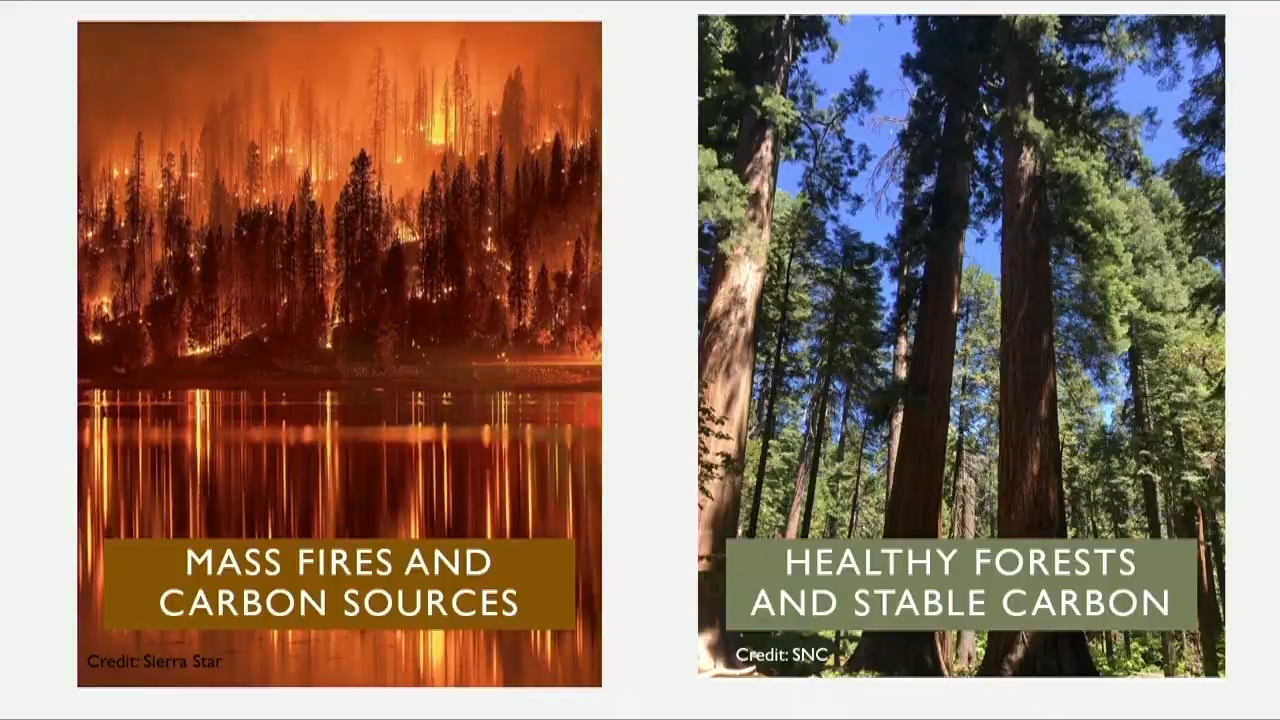 MASS FIRES AND
CARBON SOURCES
Credit: Sierra Star
HEALTHY FORESTS
AND STABLE CARBON
Credit: SNC